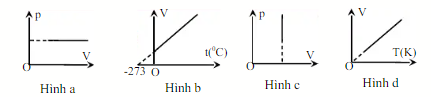 p
V
O
Hình a
V
t(⁰C)
-273 O
Hình b
p
V
O
Hình c
V
T(K)
O
Hình d